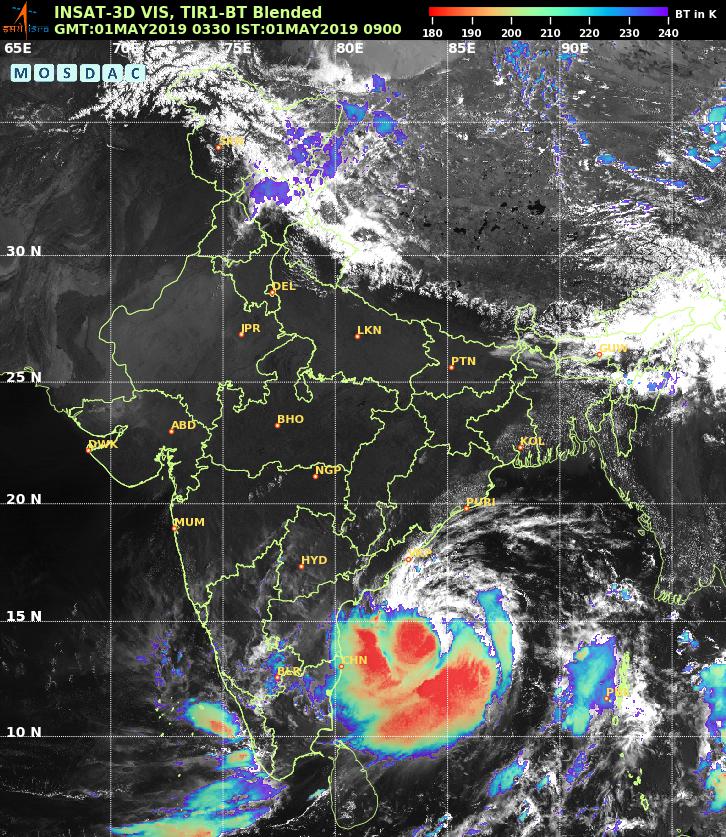 INSAT-3D VIS, TIR1-BT Blended
GMT:01MAY2019 0330 IST:01MAY2019 0900
BT in K
180 190 200 210 220 230 240
65E 70E 75E 80E 85E 90E
MOSDAC
30 N
DEL
JPR
LKN
GUW
PTN
25 N
ABD
BHO
DWK
KOL
NGP
20 N
PURI
MUM
HYD
15 N
CHN
BLR
10 N